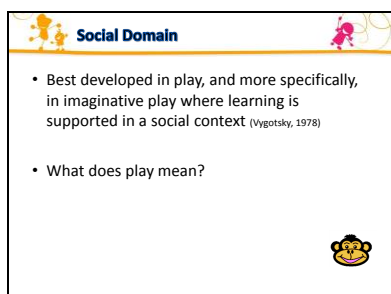 Social Domain
• Best developed in play, and more specifically,
in imaginative play where learning is
supported in a social context (Vygotsky, 1978)
• What does play mean?